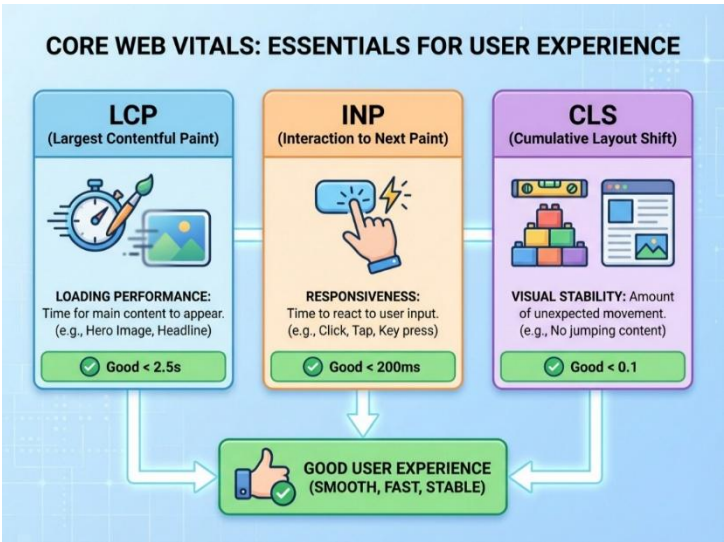 CORE WEB VITALS: ESSENTIALS FOR USER EXPERIENCE
LCP
(Largest Contentful Paint)
LOADING PERFORMANCE:
Time for main content to appear.
(e.g., Hero Image, Headline)
Good < 2.5s
INP
(Interaction to Next Paint)
RESPONSIVENESS:
Time to react to user input.
(e.g., Click, Tap, Key press)
Good < 200ms
CLS
(Cumulative Layout Shift)
VISUAL STABILITY: Amount
of unexpected movement.
(e.g., No jumping content)
Good < 0.1
GOOD USER EXPERIENCE
(SMOOTH, FAST, STABLE)